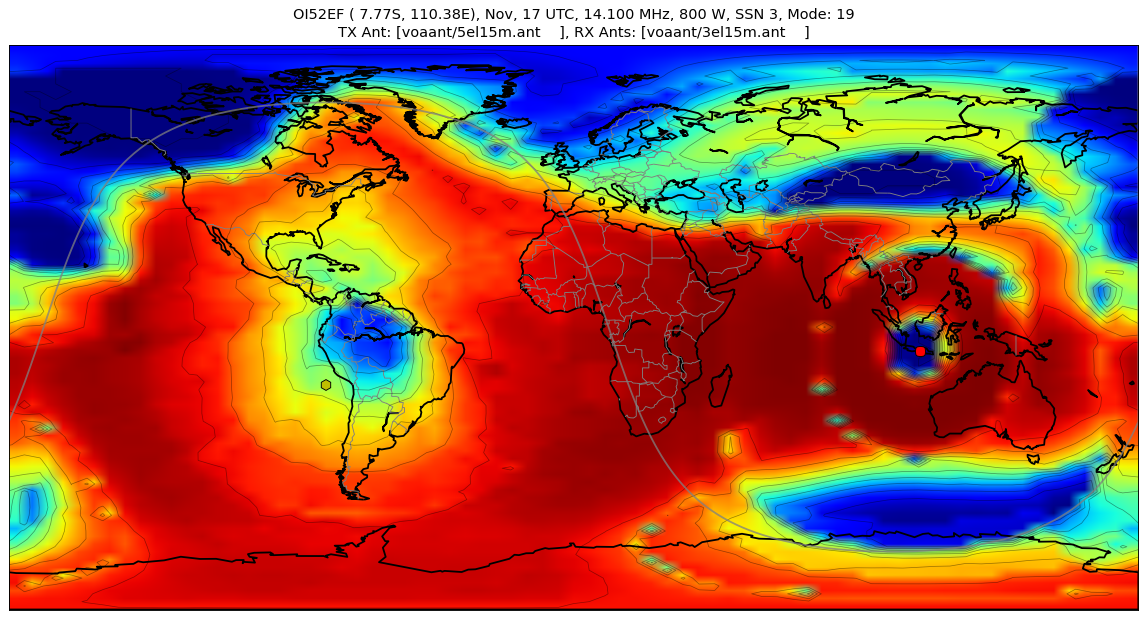 OI52EF ( 7.77S, 110.38E), Nov, 17 UTC, 14.100 MHz, 800 W, SSN 3, Mode: 19
TX Ant: [voaant/5el15m.ant    ], RX Ants: [voaant/3el15m.ant    ]